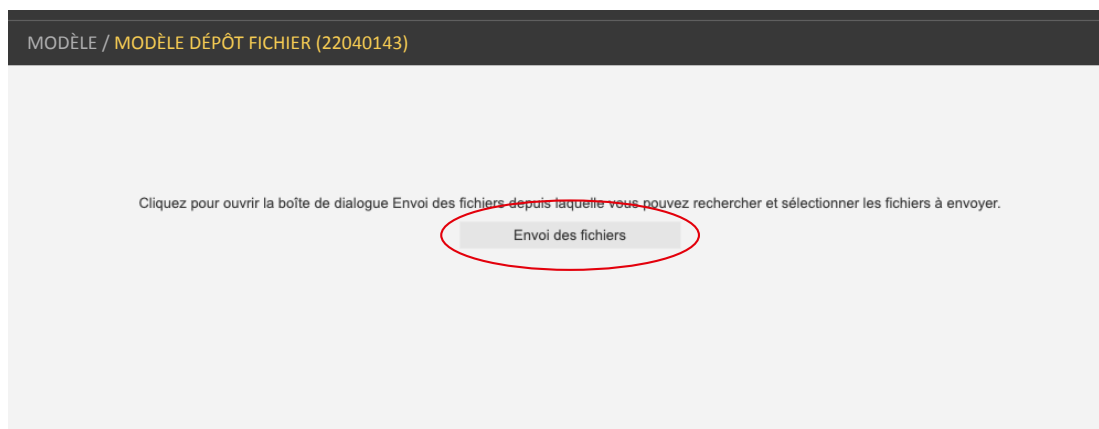 MODÈLE / MODÈLE DÉPÔT FICHIER (22040143)
Cliquez pour ouvrir la boîte de dialogue Envoi des fichiers depuis laquelle vous pouvez rechercher et sélectionner les fichiers à envoyer.
Envoi des fichiers